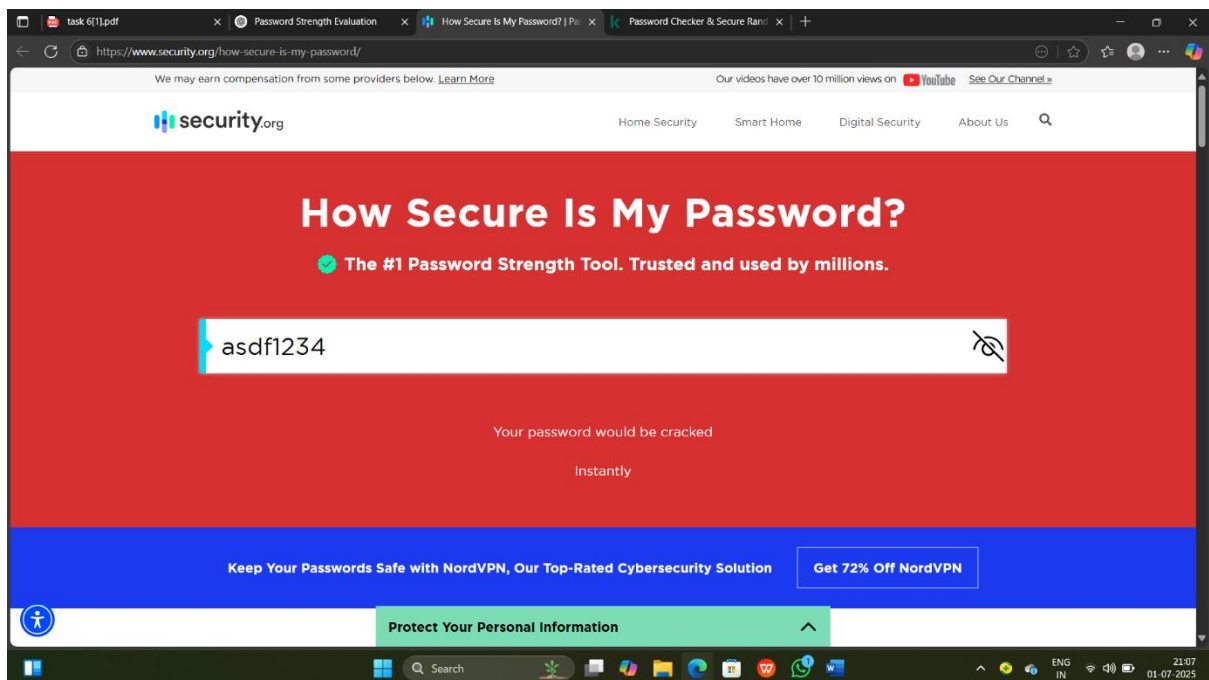 task 6[1].pdf
Password Strength Evaluation
How Secure Is My Password? | Pa
Password Checker & Secure Rand
https://www.security.org/how-secure-is-my-password/
We may earn compensation from some providers below. Learn More
Our videos have over 10 million views on YouTube See Our Channel »
security.org
Home Security
Smart Home
Digital Security
About Us
How Secure Is My Password?
The #1 Password Strength Tool. Trusted and used by millions.
asdf1234
Your password would be cracked
Instantly
Keep Your Passwords Safe with NordVPN, Our Top-Rated Cybersecurity Solution
Get 72% Off NordVPN
Protect Your Personal Information
Search
ENG
IN
21:07
01-07-2025